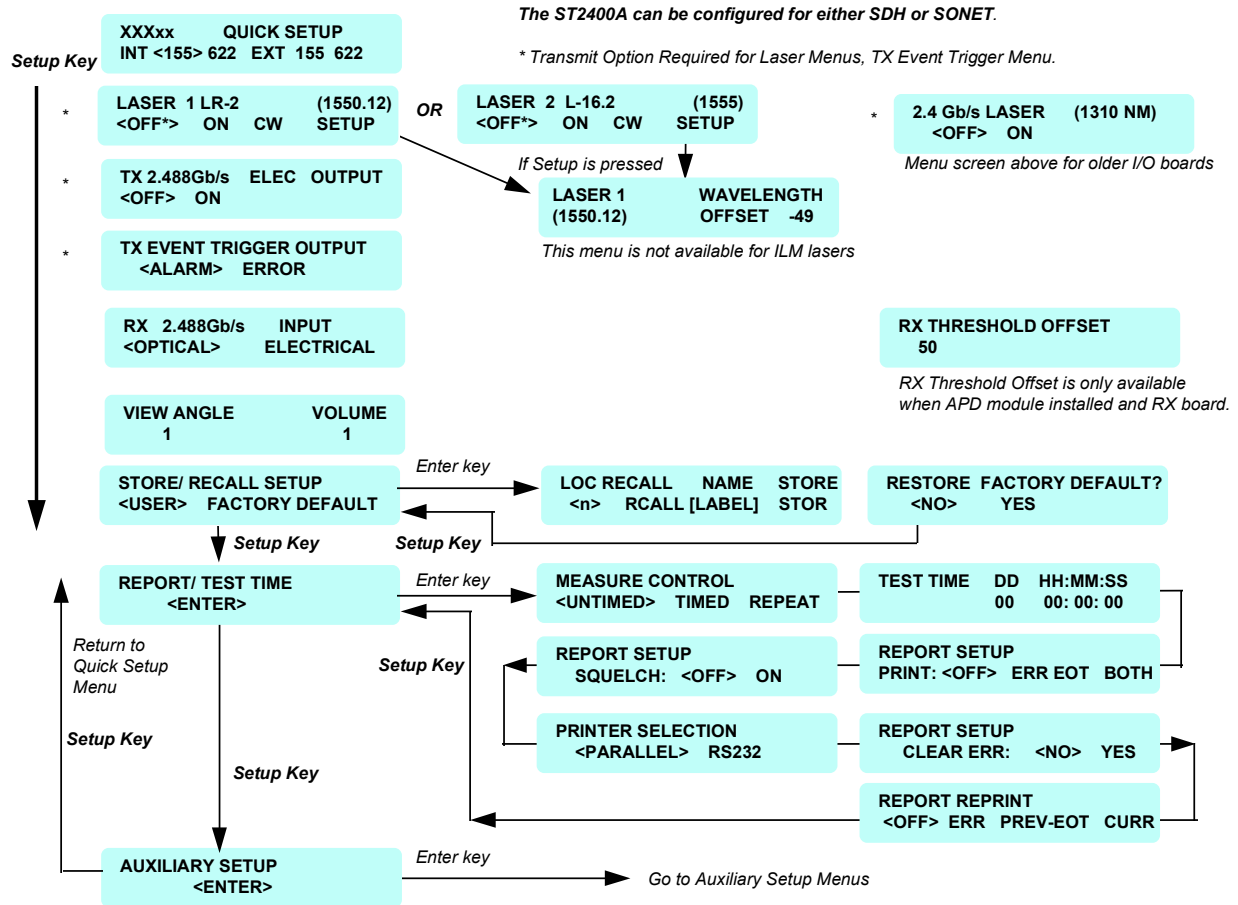 The ST2400A can be configured for either SDH or SONET.
XXXxx QUICK SETUP
INT <155> 622 EXT 155 622
* Transmit Option Required for Laser Menus, TX Event Trigger Menu.
Setup Key
*
LASER 1 LR-2 (1550.12)
<OFF*> ON CW SETUP
OR
LASER 2 L-16.2 (1555)
<OFF*> ON CW SETUP
*
2.4 Gb/s LASER (1310 NM)
<OFF> ON
Menu screen above for older I/O boards
If Setup is pressed
*
TX 2.488Gb/s ELEC OUTPUT
<OFF> ON
LASER 1 WAVELENGTH
(1550.12) OFFSET -49
This menu is not available for ILM lasers
*
TX EVENT TRIGGER OUTPUT
<ALARM> ERROR
RX 2.488Gb/s INPUT
<OPTICAL> ELECTRICAL
RX THRESHOLD OFFSET
50
RX Threshold Offset is only available
when APD module installed and RX board.
VIEW ANGLE VOLUME
1 1
STORE/ RECALL SETUP
<USER> FACTORY DEFAULT
Enter key
LOC RECALL NAME STORE
<n> RCALL [LABEL] STOR
RESTORE FACTORY DEFAULT?
<NO> YES
Setup Key
Setup Key
REPORT/ TEST TIME
<ENTER>
Enter key
MEASURE CONTROL
<UNTIMED> TIMED REPEAT
TEST TIME DD HH:MM:SS
00 00: 00: 00
Return to
Quick Setup
Menu
Setup Key
REPORT SETUP
SQUELCH: <OFF> ON
REPORT SETUP
PRINT: <OFF> ERR EOT BOTH
Setup Key
PRINTER SELECTION
<PARALLEL> RS232
REPORT SETUP
CLEAR ERR: <NO> YES
Setup Key
REPORT REPRINT
<OFF> ERR PREV-EOT CURR
AUXILIARY SETUP
<ENTER>
Enter key
Go to Auxiliary Setup Menus